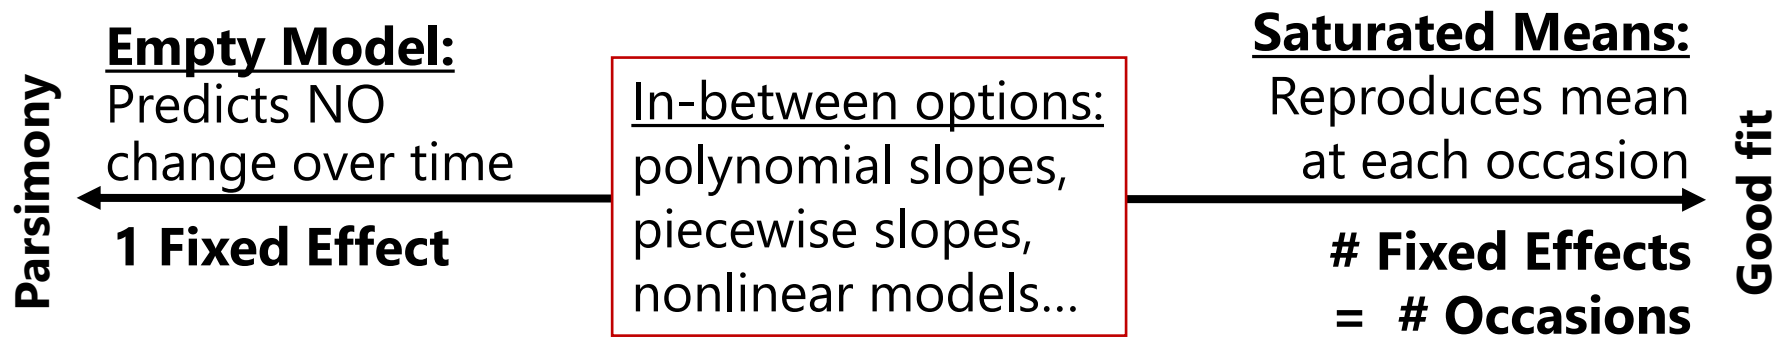 Parsimony
Empty Model:
Predicts NO
change over time
1 Fixed Effect
In-between options:
polynomial slopes,
piecewise slopes,
nonlinear models...
Saturated Means:
Reproduces mean
at each occasion
# Fixed Effects
= # Occasions
Good fit